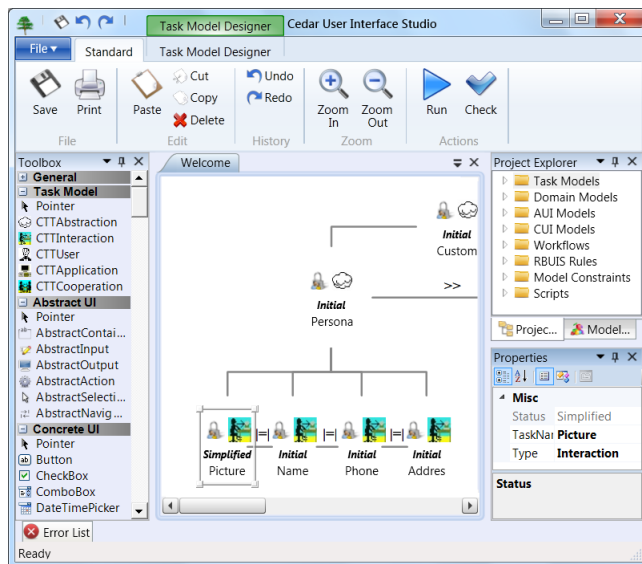 Task Model Designer Cedar User Interface Studio
File Standard Task Model Designer
Save Print Paste Cut Copy Delete Undo Redo Zoom In Zoom Out Run Check
File Edit History Zoom Actions
Toolbox
General
Task Model
Pointer
CTTAbstraction
CTTInteraction
CTTUser
CTTApplication
CTTCooperation
Abstract UI
Pointer
AbstractContai...
AbstractInput
AbstractOutput
AbstractAction
AbstractSelecti...
AbstractNavig...
Concrete UI
Pointer
ab Button
CheckBox
ComboBox
DateTimePicker
Welcome
Initial
Custom
>>
Initial
Persona
|=| |=| |=|
Simplified Initial Initial Initial
Picture Name Phone Addres
Project Explorer
Task Models
Domain Models
AUI Models
CUI Models
Workflows
RBUIS Rules
Model Constraints
Scripts
Projec... Model...
Properties
Misc
Status Simplified
TaskNar Picture
Type Interaction
Status
Error List
Ready